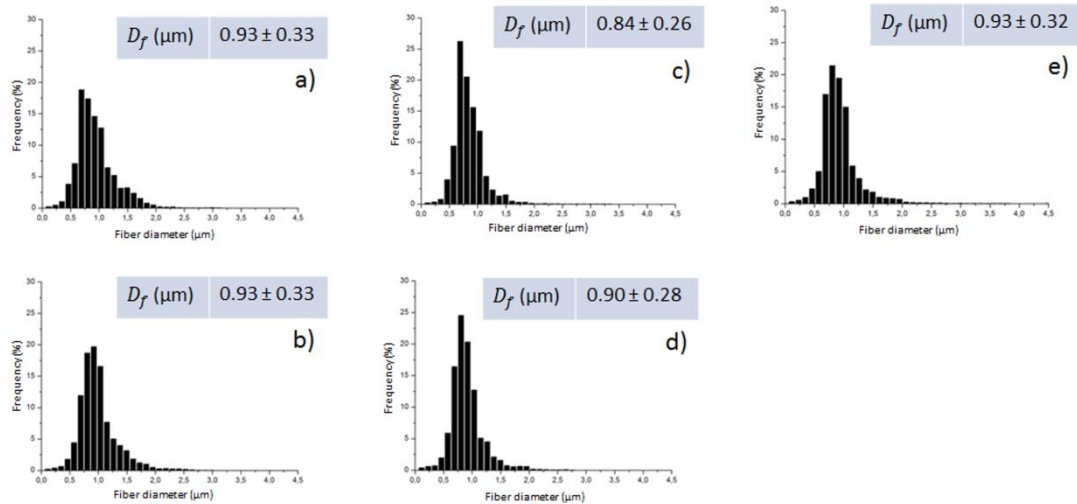 D_f (μm) 0.93 ± 0.33
a)
Frequency(%)
30
25
20
15
10
5
0
0,0 0,5 1,0 1,5 2,0 2,5 3,0 3,5 4,0 4,5
Fiber diameter (μm)
D_f (μm) 0.93 ± 0.33
b)
Frequency(%)
30
25
20
15
10
5
0
0,0 0,5 1,0 1,5 2,0 2,5 3,0 3,5 4,0 4,5
Fiber diameter (μm)
D_f (μm) 0.84 ± 0.26
c)
Frequency(%)
30
25
20
15
10
5
0
0,0 0,5 1,0 1,5 2,0 2,5 3,0 3,5 4,0 4,5
Fiber diameter (μm)
D_f (μm) 0.90 ± 0.28
d)
Frequency(%)
30
25
20
15
10
5
0
0,0 0,5 1,0 1,5 2,0 2,5 3,0 3,5 4,0 4,5
Fiber diameter (μm)
D_f (μm) 0.93 ± 0.32
e)
Frequency(%)
30
25
20
15
10
5
0
0,0 0,5 1,0 1,5 2,0 2,5 3,0 3,5 4,0 4,5
Fiber diameter (μm)